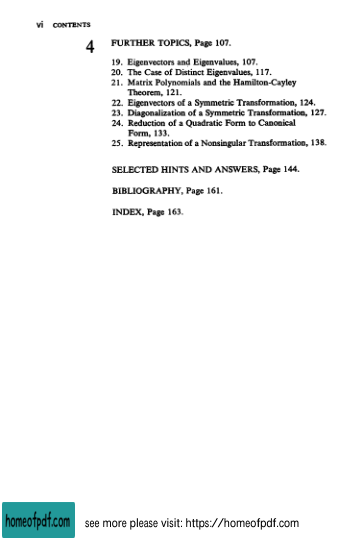 vi CONTENTS
4 FURTHER TOPICS, Page 107.
19. Eigenvectors and Eigenvalues, 107.
20. The Case of Distinct Eigenvalues, 117.
21. Matrix Polynomials and the Hamilton-Cayley
Theorem, 121.
22. Eigenvectors of a Symmetric Transformation, 124.
23. Diagonalization of a Symmetric Transformation, 127.
24. Reduction of a Quadratic Form to Canonical
Form, 133.
25. Representation of a Nonsingular Transformation, 138.
SELECTED HINTS AND ANSWERS, Page 144.
BIBLIOGRAPHY, Page 161.
INDEX, Page 163.
homeofpdf.com see more please visit: https://homeofpdf.com